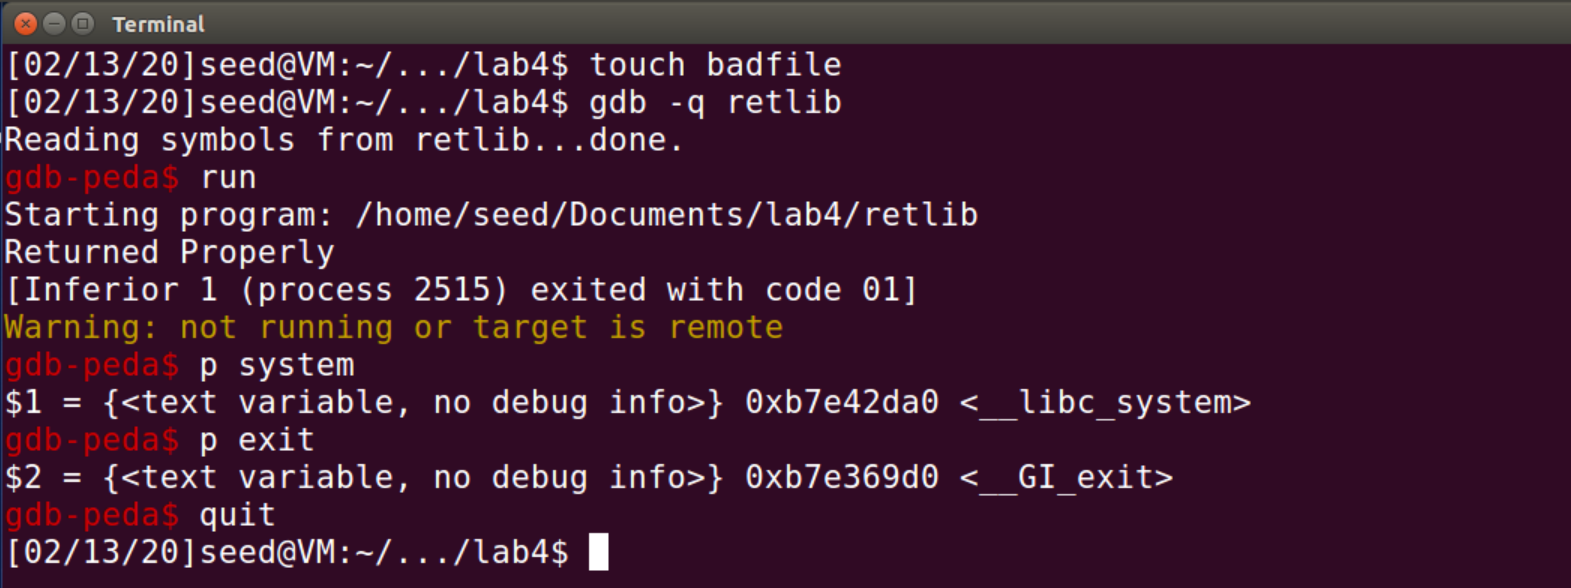 Terminal
[02/13/20]seed@VM:~/.../lab4$ touch badfile
[02/13/20]seed@VM:~/.../lab4$ gdb -q retlib
Reading symbols from retlib...done.
gdb-peda$ run
Starting program: /home/seed/Documents/lab4/retlib
Returned Properly
[Inferior 1 (process 2515) exited with code 01]
Warning: not running or target is remote
gdb-peda$ p system
$1 = {<text variable, no debug info>} 0xb7e42da0 <__libc_system>
gdb-peda$ p exit
$2 = {<text variable, no debug info>} 0xb7e369d0 <__GI_exit>
gdb-peda$ quit
[02/13/20]seed@VM:~/.../lab4$